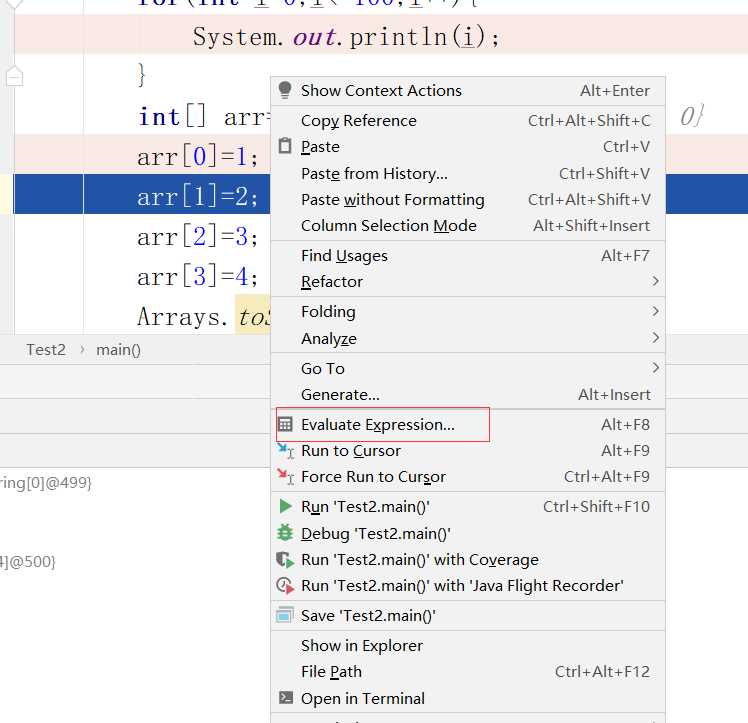 for(int i=0;i< 100;i++){
System.out.println(i);
}
int[] arr= 0}
arr[0]=1;
arr[1]=2;
arr[2]=3;
arr[3]=4;
Arrays.
Show Context Actions Alt+Enter
Copy Reference Ctrl+Alt+Shift+C
Paste Ctrl+V
Paste from History... Ctrl+Shift+V
Paste without Formatting Ctrl+Alt+Shift+V
Column Selection Mode Alt+Shift+Insert
Find Usages Alt+F7
Refactor
Folding
Analyze
Go To
Generate... Alt+Insert
Evaluate Expression... Alt+F8
Run to Cursor Alt+F9
Force Run to Cursor Ctrl+Alt+F9
Run 'Test2.main()' Ctrl+Shift+F10
Debug 'Test2.main()'
Run 'Test2.main()' with Coverage
Run 'Test2.main()' with 'Java Flight Recorder'
Save 'Test2.main()'
Show in Explorer
File Path Ctrl+Alt+F12
Open in Terminal
Test2 › main()
ring[0]@499}
4]@500}